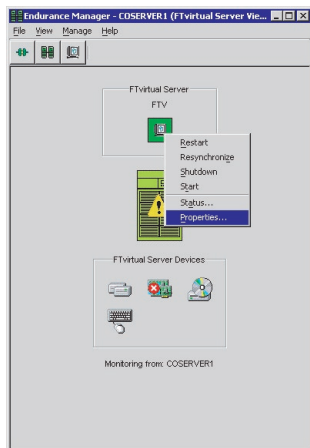 Endurance Manager - COSERVER1 (FTvirtual Server Vie...
File View Manage Help
FTvirtual Server
FTV
Restart
Resynchronize
Shutdown
Start
Status...
Properties...
FTvirtual Server Devices
Monitoring from: COSERVER1